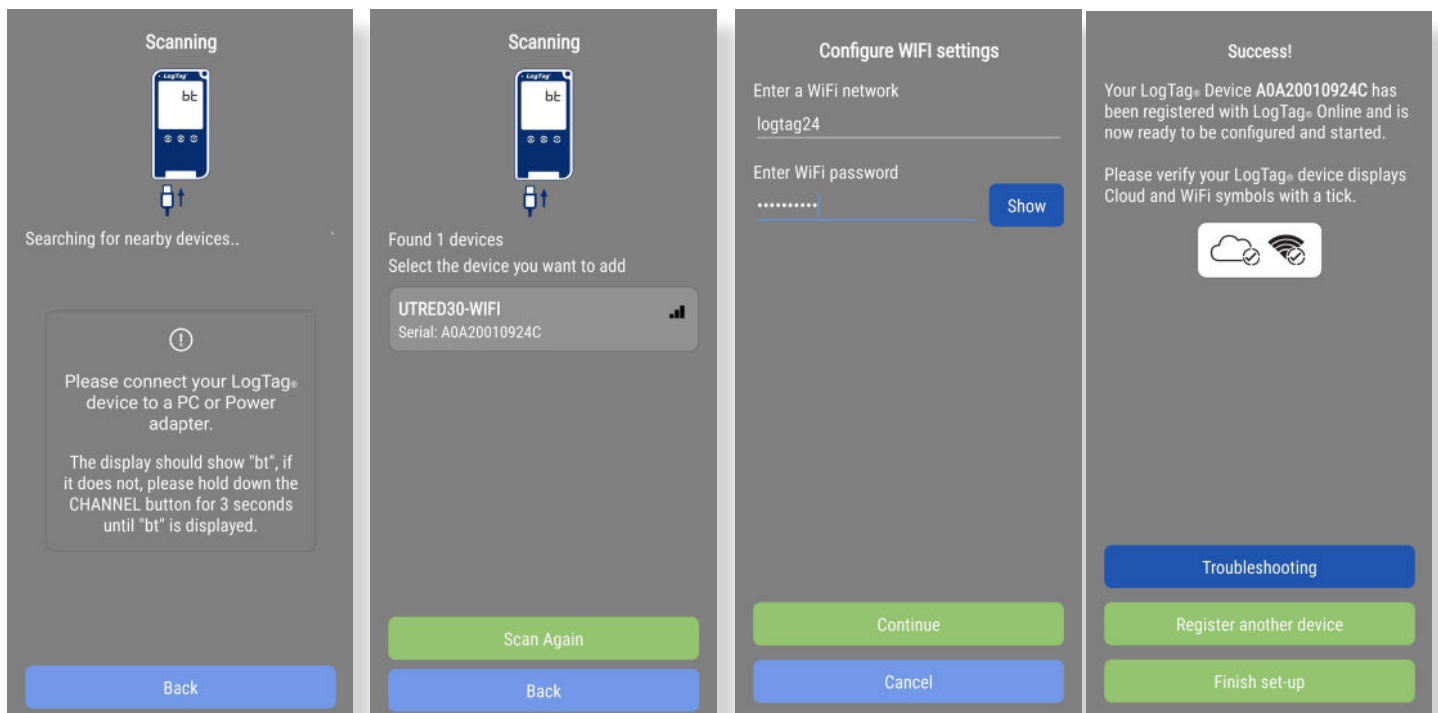 Scanning
LogTag
bt
Searching for nearby devices..
Please connect your LogTag®
device to a PC or Power
adapter.
The display should show "bt", if
it does not, please hold down the
CHANNEL button for 3 seconds
until "bt" is displayed.
Back
Scanning
LogTag
bt
Found 1 devices
Select the device you want to add
UTRED30-WIFI
Serial: A0A20010924C
Scan Again
Back
Configure WIFI settings
Enter a WiFi network
logtag24
Enter WiFi password
••••••••••
Show
Continue
Cancel
Success!
Your LogTag® Device A0A20010924C has
been registered with LogTag® Online and is
now ready to be configured and started.
Please verify your LogTag® device displays
Cloud and WiFi symbols with a tick.
Troubleshooting
Register another device
Finish set-up